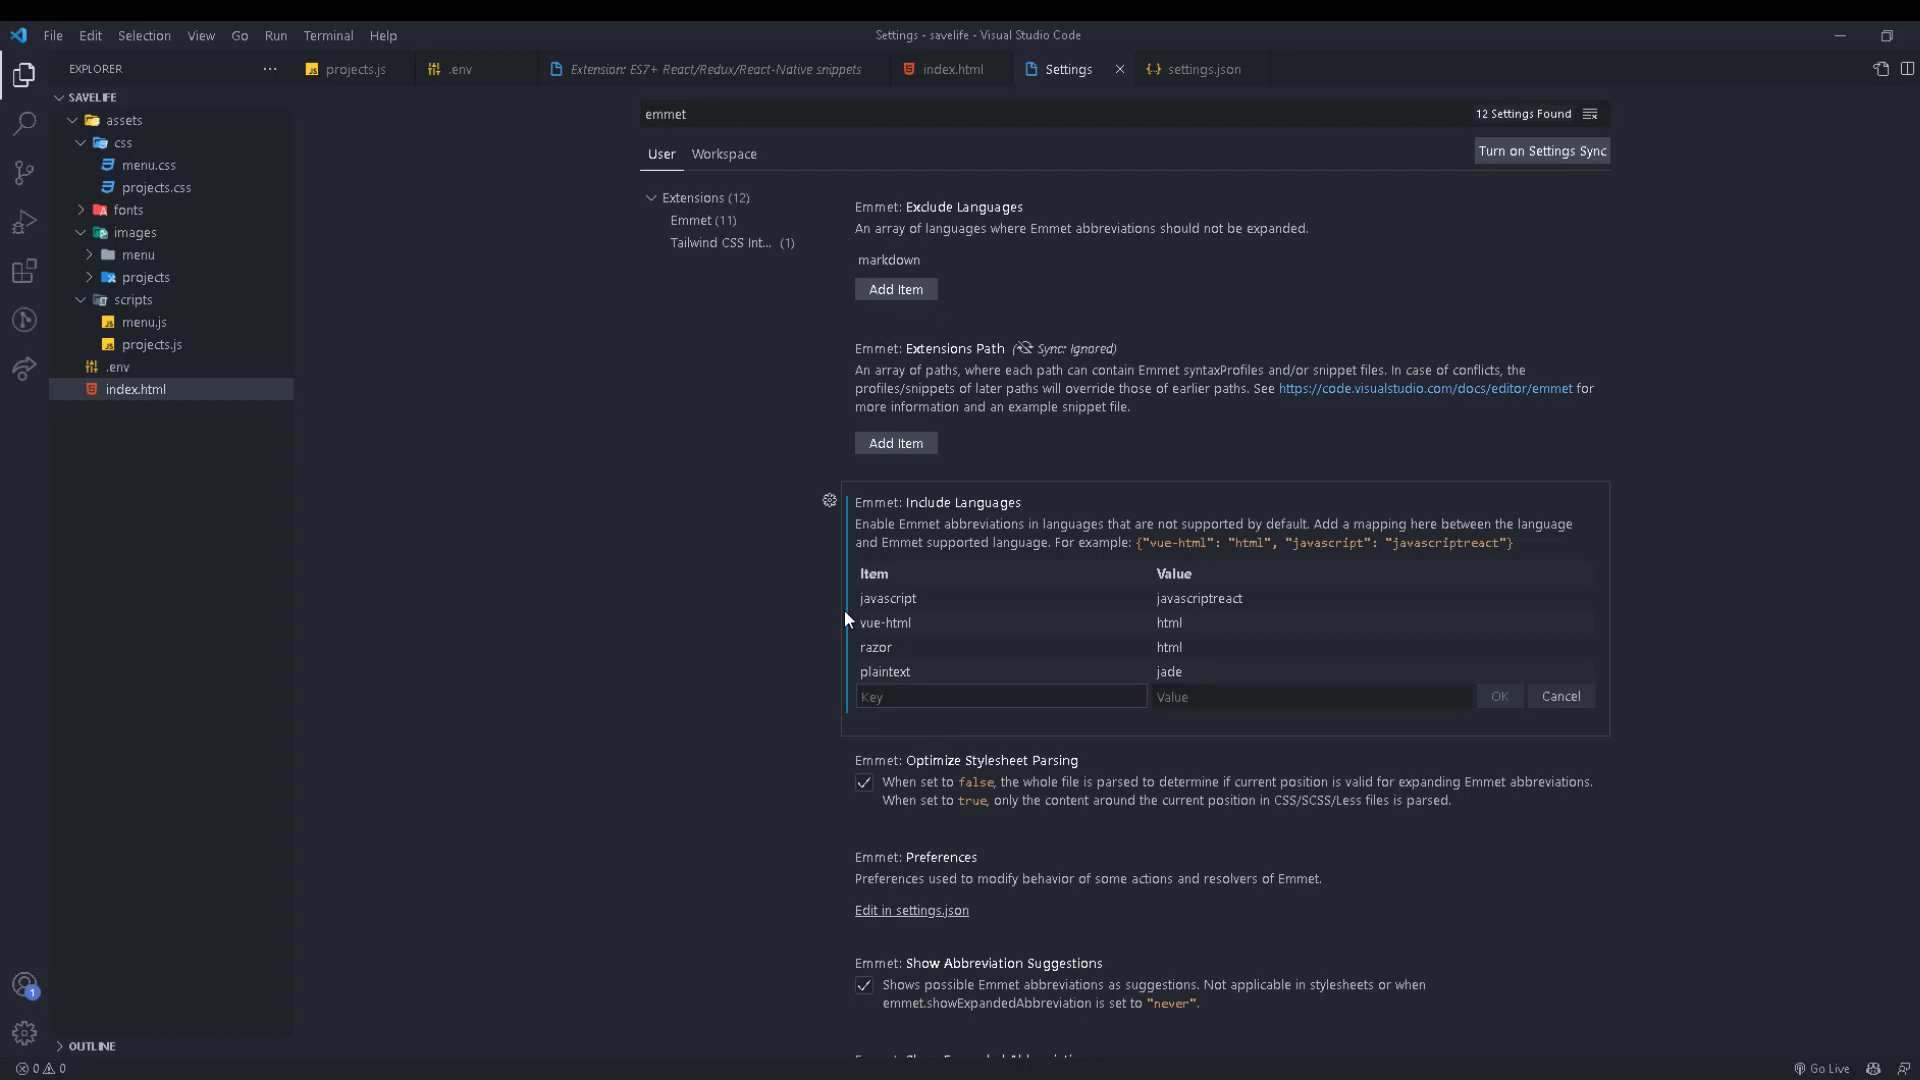 File Edit Selection View Go Run Terminal Help
Settings - savelife - Visual Studio Code
EXPLORER
projects.js
.env
Extension: ES7+ React/Redux/React-Native snippets
index.html
Settings
settings.json
SAVELIFE
assets
css
menu.css
projects.css
fonts
images
menu
projects
scripts
menu.js
projects.js
.env
index.html
OUTLINE
emmet
12 Settings Found
User Workspace
Turn on Settings Sync
Extensions (12)
Emmet (11)
Tailwind CSS Int... (1)
Emmet: Exclude Languages
An array of languages where Emmet abbreviations should not be expanded.
markdown
Add Item
Emmet: Extensions Path (Sync: Ignored)
An array of paths, where each path can contain Emmet syntaxProfiles and/or snippet files. In case of conflicts, the
profiles/snippets of later paths will override those of earlier paths. See https://code.visualstudio.com/docs/editor/emmet for
more information and an example snippet file.
Add Item
Emmet: Include Languages
Enable Emmet abbreviations in languages that are not supported by default. Add a mapping here between the language
and Emmet supported language. For example: {"vue-html": "html", "javascript": "javascriptreact"}
Item Value
javascript javascriptreact
vue-html html
razor html
plaintext jade
Key Value OK Cancel
Emmet: Optimize Stylesheet Parsing
When set to false, the whole file is parsed to determine if current position is valid for expanding Emmet abbreviations.
When set to true, only the content around the current position in CSS/SCSS/Less files is parsed.
Emmet: Preferences
Preferences used to modify behavior of some actions and resolvers of Emmet.
Edit in settings.json
Emmet: Show Abbreviation Suggestions
Shows possible Emmet abbreviations as suggestions. Not applicable in stylesheets or when
emmet.showExpandedAbbreviation is set to "never".
1
0 0
Go Live